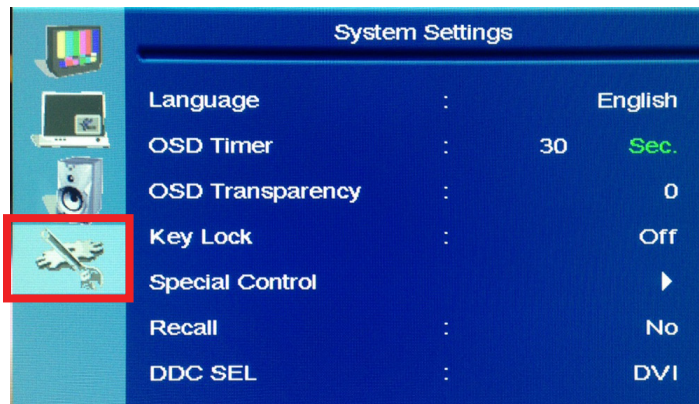 System Settings
Language : English
OSD Timer : 30 Sec.
OSD Transparency : 0
Key Lock : Off
Special Control
Recall : No
DDC SEL : DVI